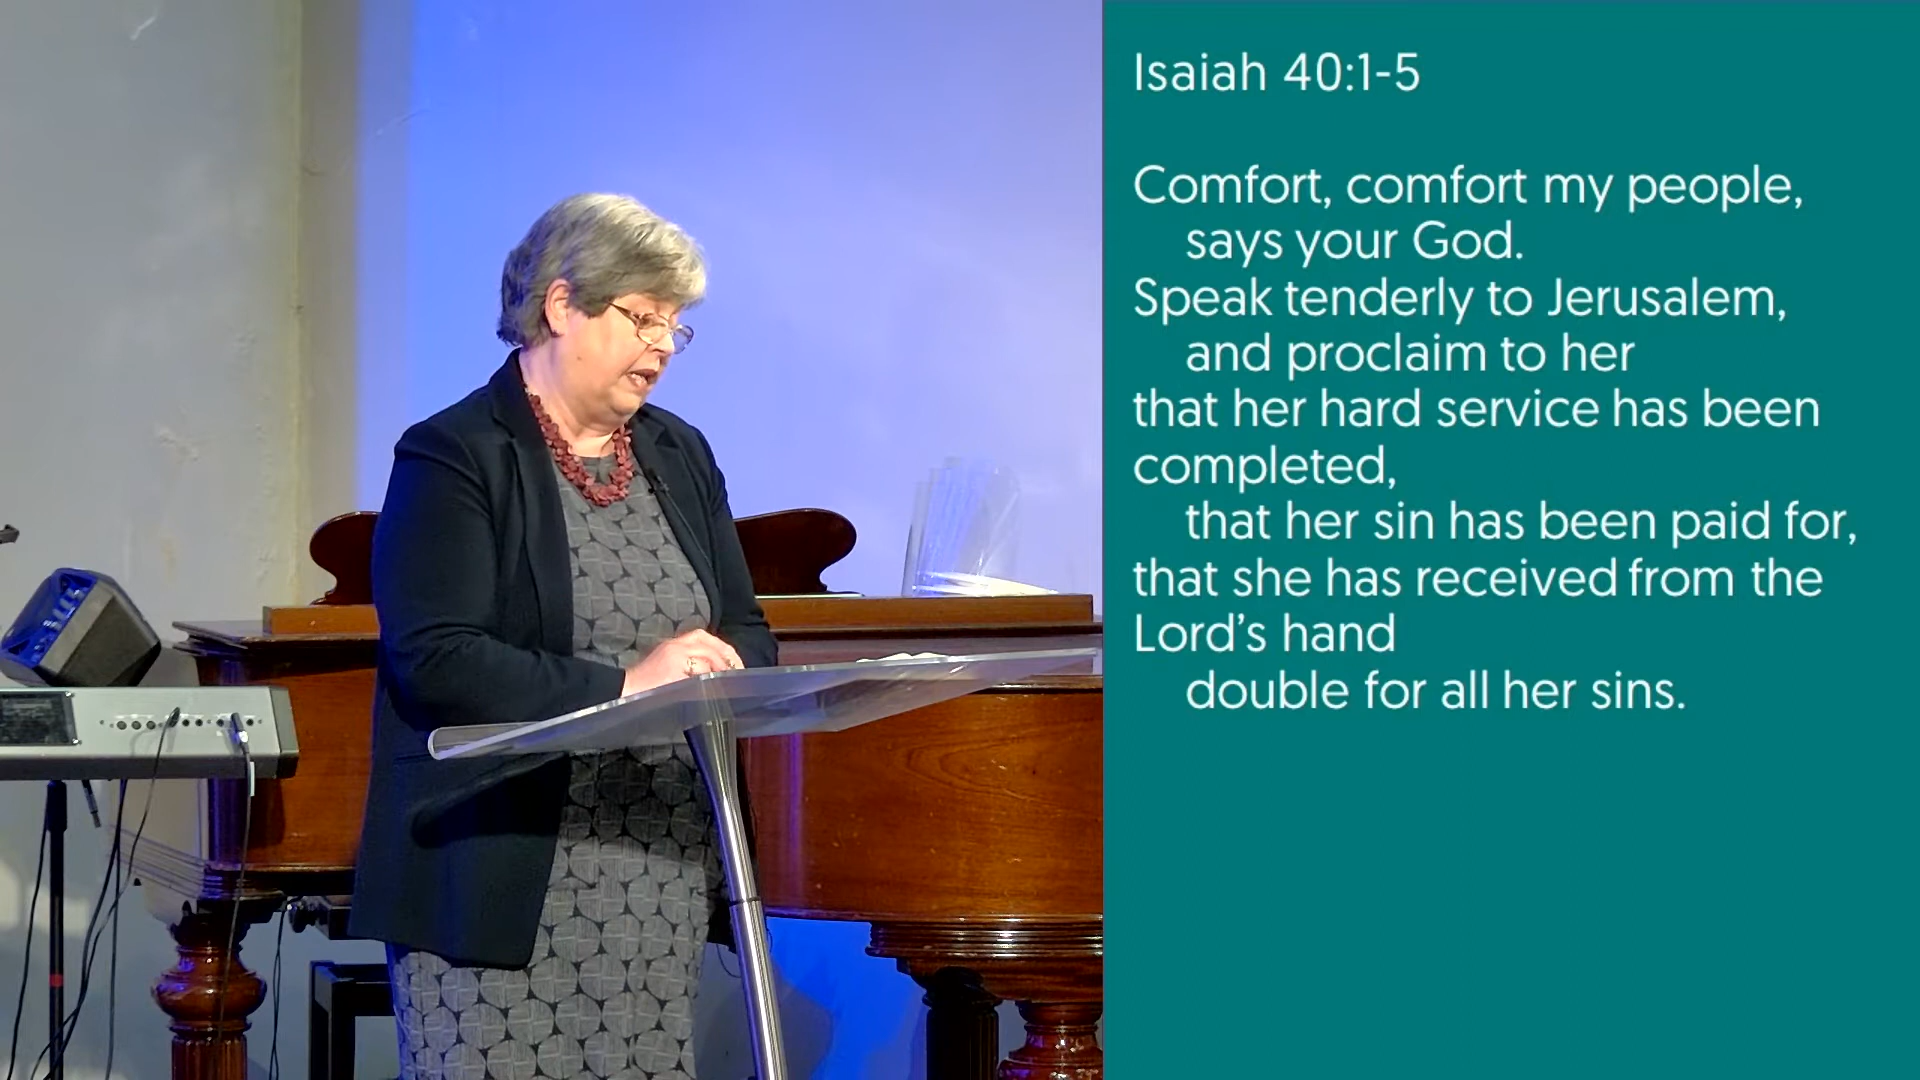 Isaiah 40:1-5
Comfort, comfort my people,
says your God.
Speak tenderly to Jerusalem,
and proclaim to her
that her hard service has been
completed,
that her sin has been paid for,
that she has received from the
Lord’s hand
double for all her sins.